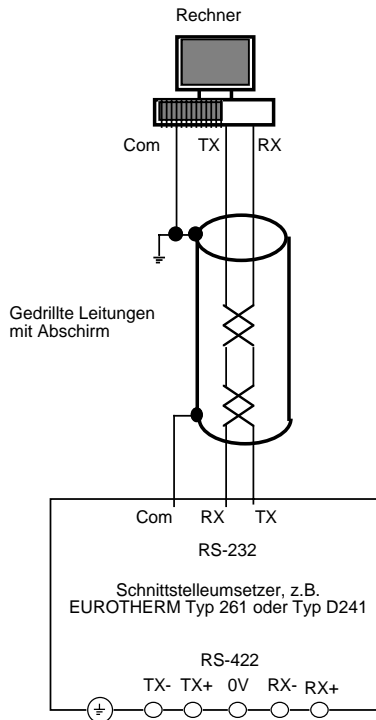 Rechner
Com TX RX
Gedrillte Leitungen
mit Abschirm
Com RX TX
RS-232
Schnittstelleumsetzer, z.B.
EUROTHERM Typ 261 oder Typ D241
RS-422
TX- TX+ 0V RX- RX+